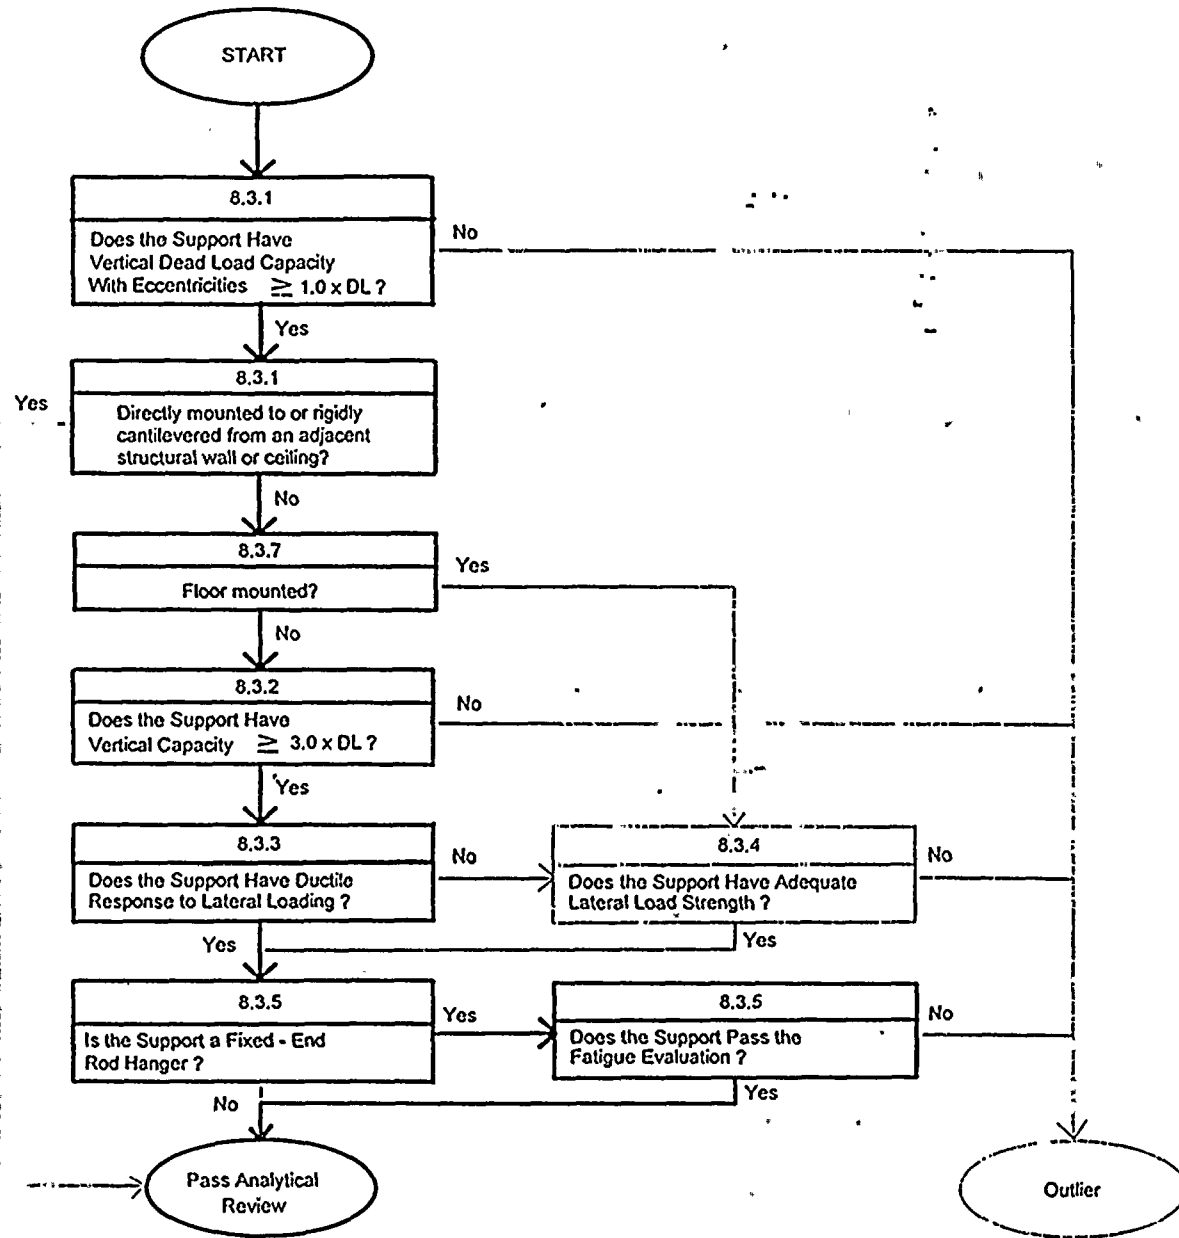 START
8.3.1
Does the Support Have
Vertical Dead Load Capacity
With Eccentricities ≥ 1.0 x DL ?
No
Yes
8.3.1
Yes
Directly mounted to or rigidly
cantilevered from an adjacent
structural wall or ceiling?
No
8.3.7
Floor mounted?
Yes
No
8.3.2
Does the Support Have
Vertical Capacity ≥ 3.0 x DL ?
No
Yes
8.3.3
Does the Support Have Ductile
Response to Lateral Loading ?
No
8.3.4
Does the Support Have Adequate
Lateral Load Strength ?
No
Yes
Yes
8.3.5
Is the Support a Fixed - End
Rod Hanger ?
Yes
8.3.5
Does the Support Pass the
Fatigue Evaluation ?
No
No
Yes
Pass Analytical
Review
Outlier